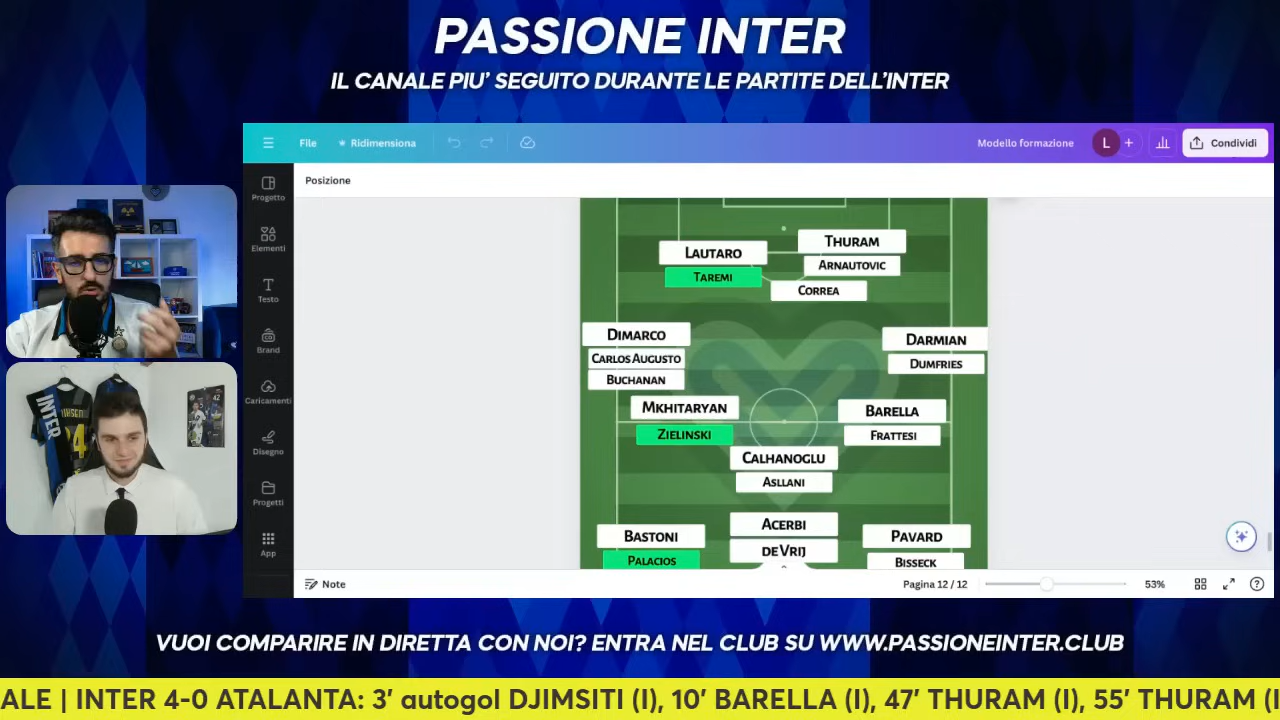 PASSIONE INTER
IL CANALE PIU' SEGUITO DURANTE LE PARTITE DELL'INTER
File
Ridimensiona
Modello formazione
L
+
Condividi
Posizione
Progetto
Elementi
Testo
Brand
Caricamenti
Disegno
Progetti
App
LAUTARO
TAREMI
THURAM
ARNAUTOVIC
CORREA
DIMARCO
CARLOS AUGUSTO
BUCHANAN
DARMIAN
DUMFRIES
MKHITARYAN
ZIELINSKI
BARELLA
FRATTESI
CALHANOGLU
ASLLANI
BASTONI
PALACIOS
ACERBI
DE VRIJ
PAVARD
BISSECK
Note
Pagina 12 / 12
53%
INTER
24
42
VUOI COMPARIRE IN DIRETTA CON NOI? ENTRA NEL CLUB SU WWW.PASSIONEINTER.CLUB
ALE | INTER 4-0 ATALANTA: 3' autogol DJIMSITI (I), 10' BARELLA (I), 47' THURAM (I), 55' THURAM (I